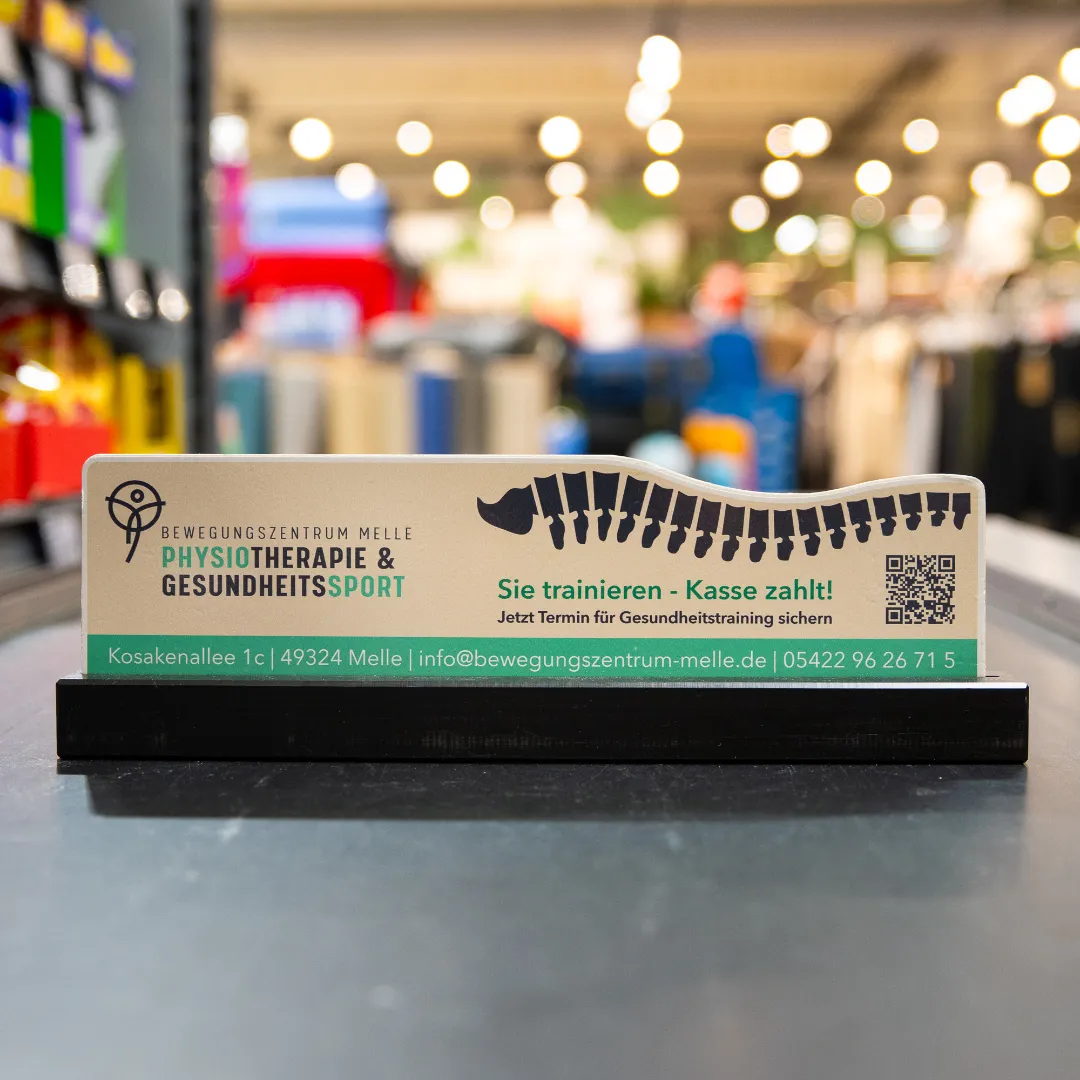 BEWEGUNGSZENTRUM MELLE
PHYSIOTHERAPIE &
GESUNDHEITSSPORT
Sie trainieren - Kasse zahlt!
Jetzt Termin für Gesundheitstraining sichern
Kosakenallee 1c | 49324 Melle | info@bewegungszentrum-melle.de | 05422 96 26 71 5